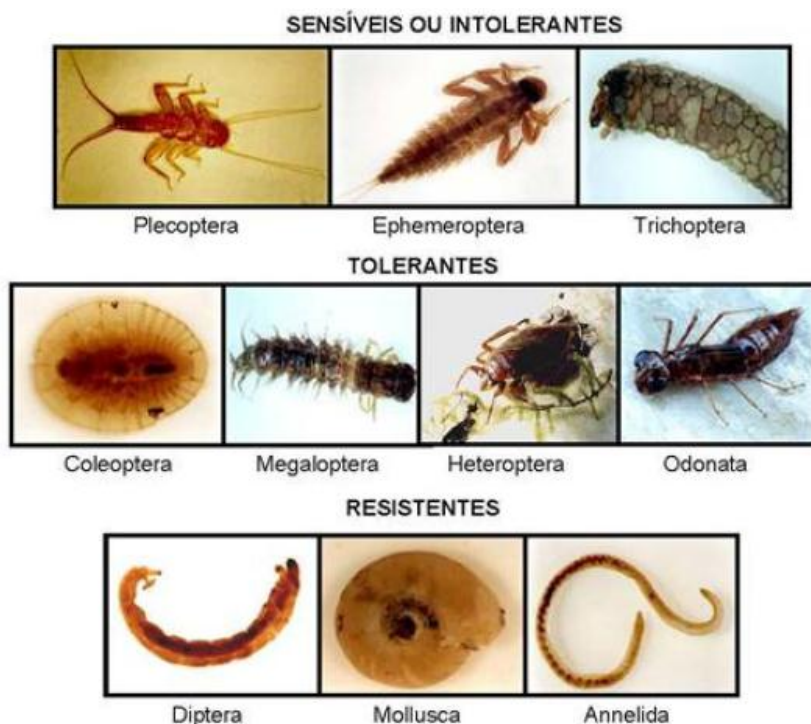 SENSÍVEIS OU INTOLERANTES
Plecoptera Ephemeroptera Trichoptera
TOLERANTES
Coleoptera Megaloptera Heteroptera Odonata
RESISTENTES
Diptera Mollusca Annelida